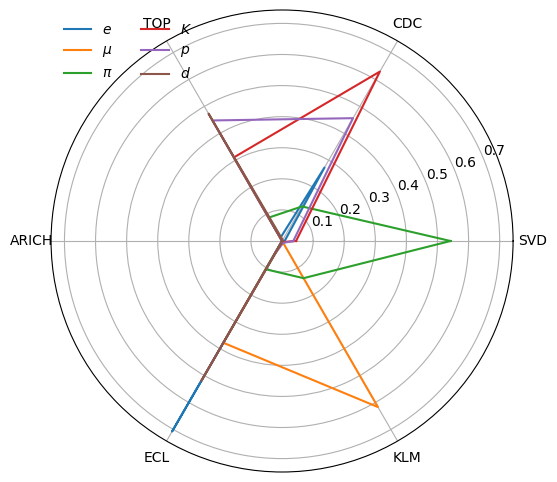 TOP CDC
e K
μ p
π d
0.7
0.6
0.5
0.4
0.3
0.2
0.1
ARICH SVD
ECL KLM